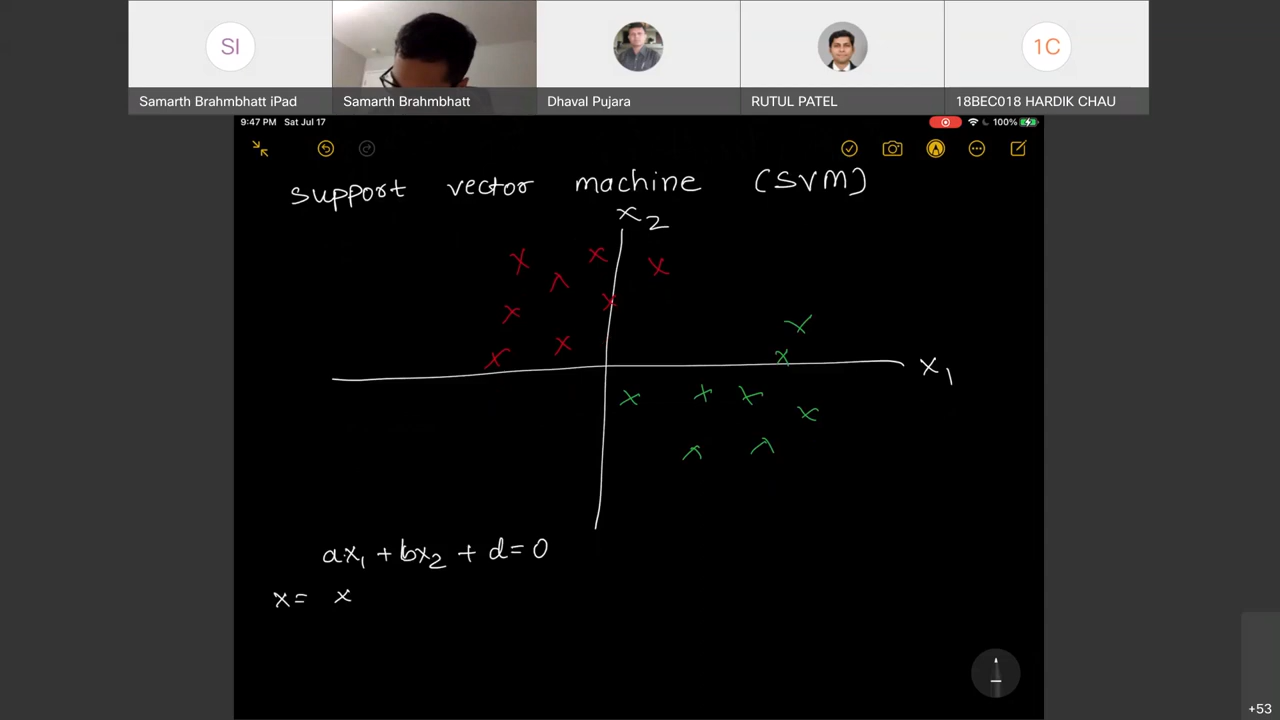 SI
1C
Samarth Brahmbhatt iPad
Samarth Brahmbhatt
Dhaval Pujara
RUTUL PATEL
18BEC018 HARDIK CHAU
9:47 PM Sat Jul 17
100%
support vector machine (SVM)
x2
x1
ax1 + bx2 + d = 0
x = x
+53